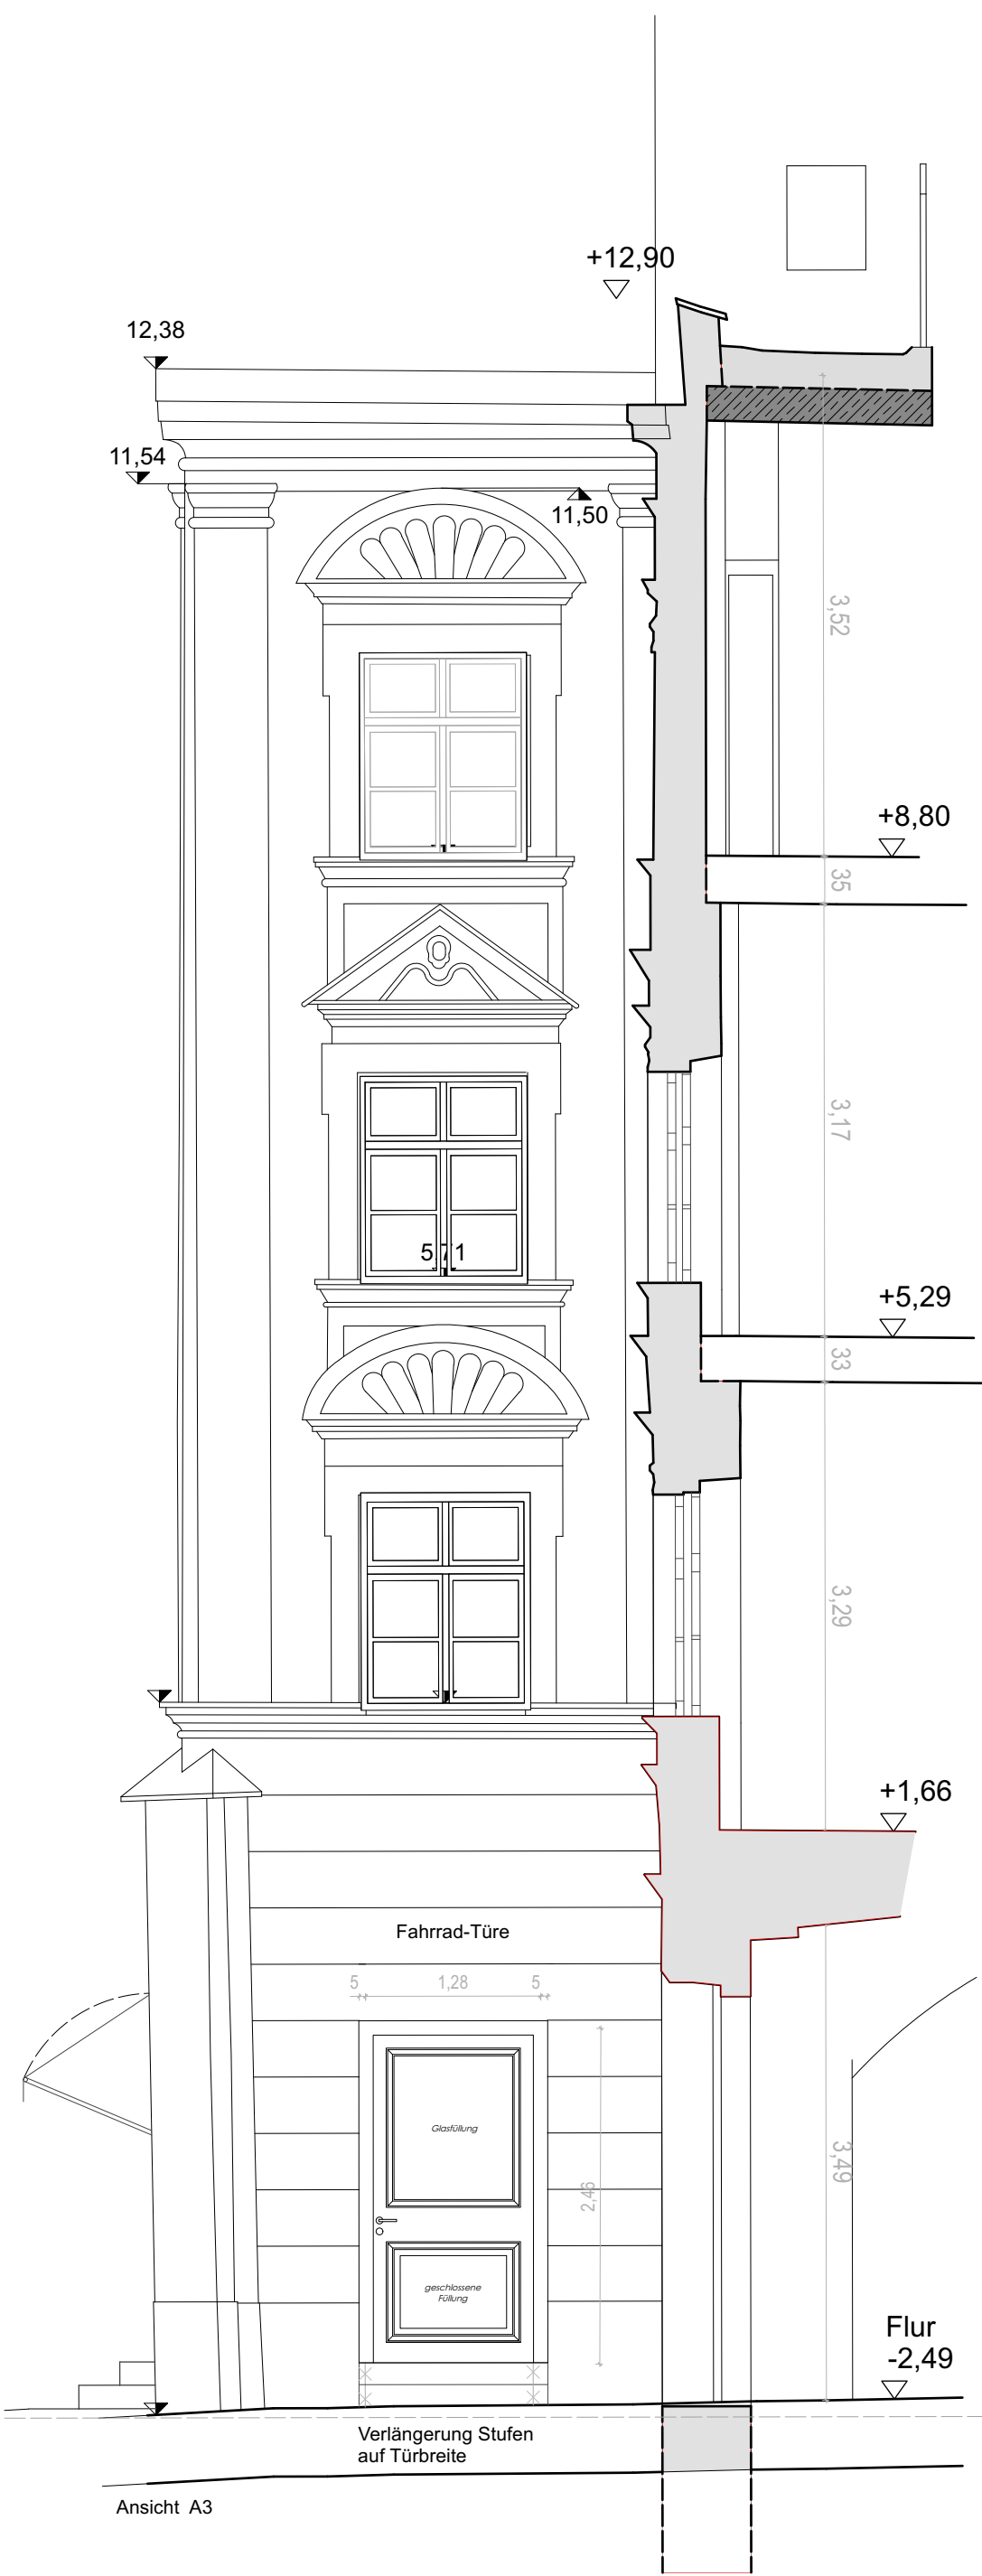 +12,90
12,38
11,54
11,50
3,52
+8,80
35
3,17
5,71
+5,29
33
3,29
+1,66
Fahrrad-Türe
5 1,28 5
Glasfüllung
3,49
2,46
geschlossene
Füllung
Flur
-2,49
Verlängerung Stufen
auf Türbreite
Ansicht A3